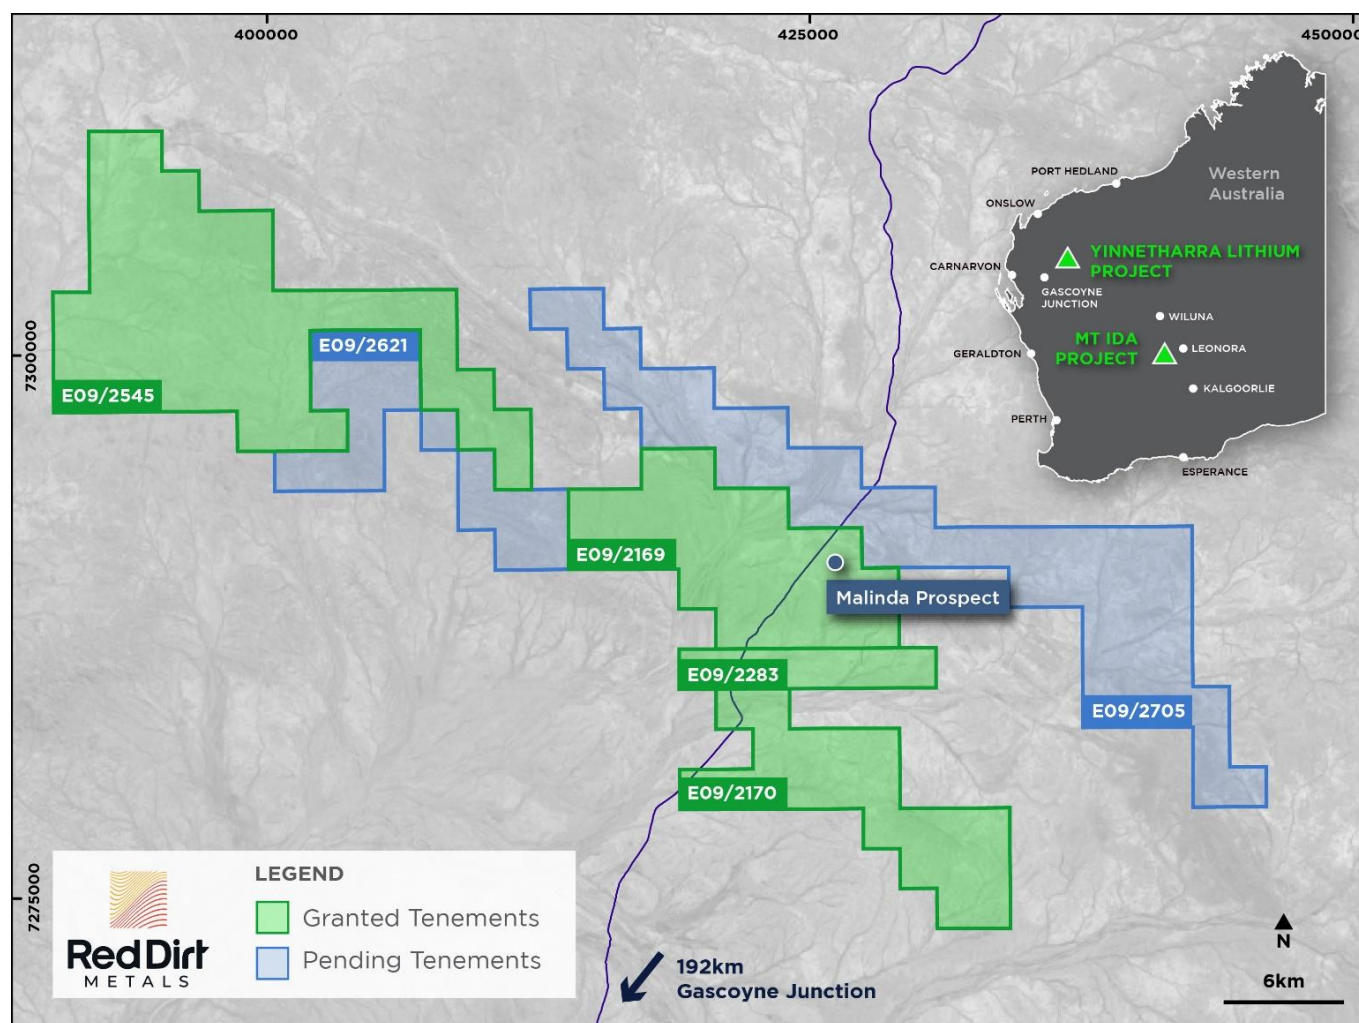 400000
425000
450000
7300000
7275000
E09/2545
E09/2621
E09/2169
Malinda Prospect
E09/2283
E09/2705
E09/2170
Western
Australia
PORT HEDLAND
ONSLOW
YINNETHARRA LITHIUM
PROJECT
CARNARVON
GASCOYNE
JUNCTION
WILUNA
MT IDA
PROJECT
LEONORA
GERALDTON
KALGOORLIE
PERTH
ESPERANCE
LEGEND
Granted Tenements
Pending Tenements
RedDirt
METALS
192km
Gascoyne Junction
N
6km